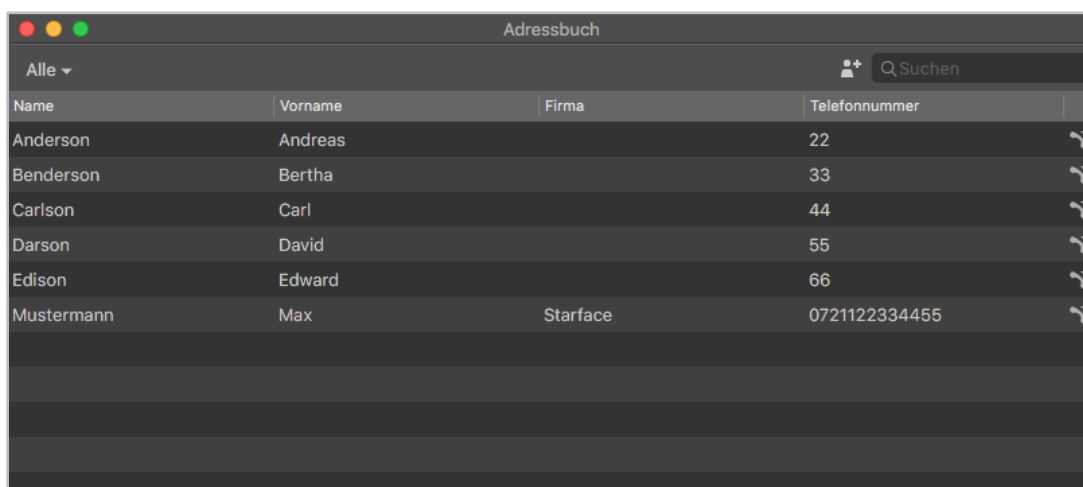 Adressbuch
Alle Suchen
Name Vorname Firma Telefonnummer
Anderson Andreas 22
Benderson Bertha 33
Carlson Carl 44
Darson David 55
Edison Edward 66
Mustermann Max Starface 0721122334455